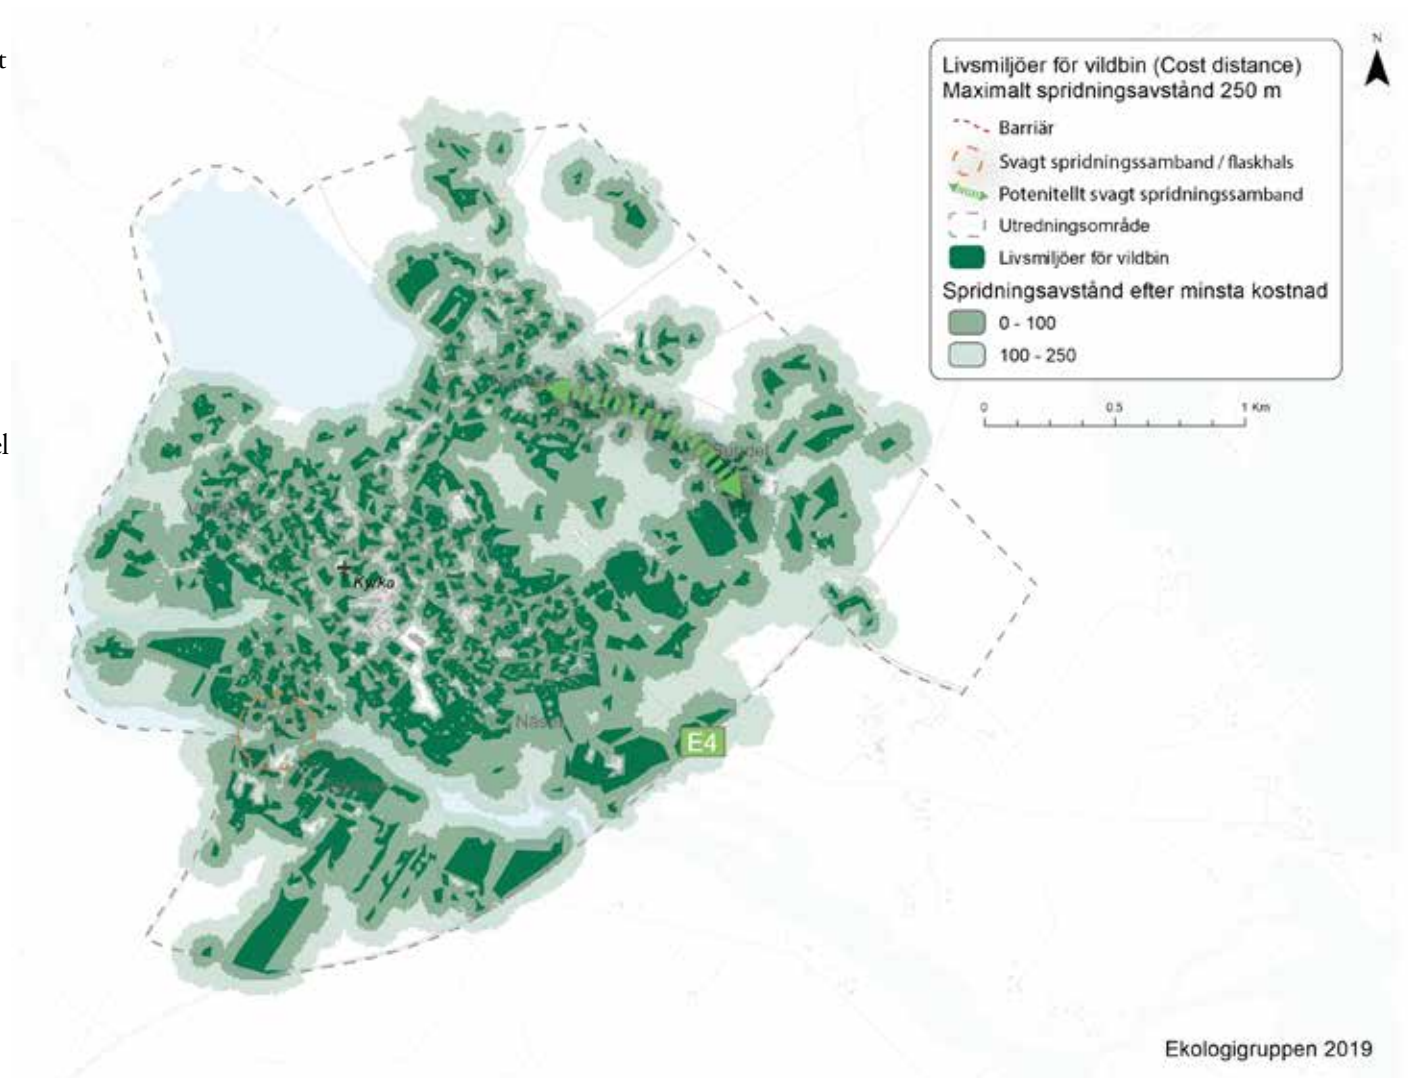 t
el
N
Livsmiljöer för vildbin (Cost distance)
Maximalt spridningsavstånd 250 m
Barriär
Svagt spridningssamband / flaskhals
Potenitellt svagt spridningssamband
Utredningsområde
Livsmiljöer för vildbin
Spridningsavstånd efter minsta kostnad
0 - 100
100 - 250
0 0.5 1 Km
Kyrka
E4
Ekologigruppen 2019